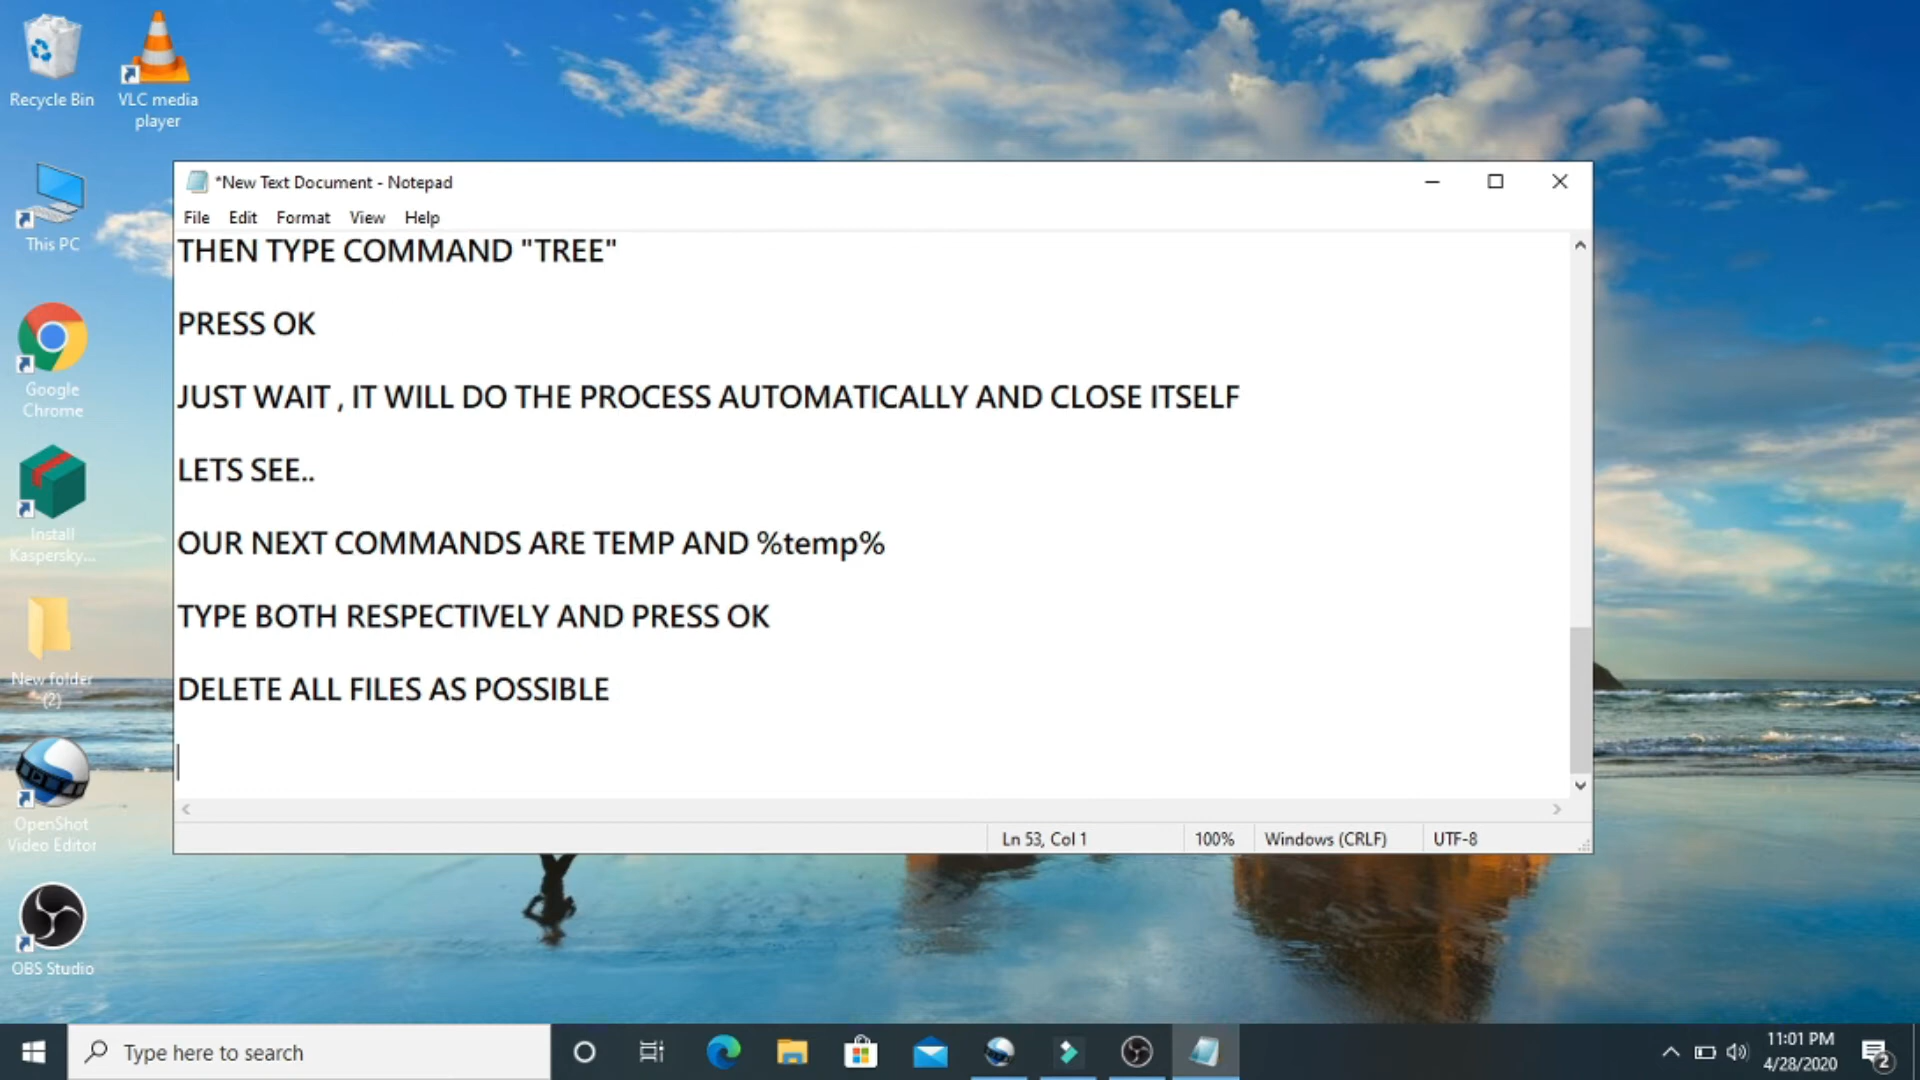 Recycle Bin
VLC media
player
This PC
Google
Chrome
Install
Kaspersky...
New folder
(2)
OpenShot
Video Editor
OBS Studio
*New Text Document - Notepad
File Edit Format View Help
THEN TYPE COMMAND "TREE"
PRESS OK
JUST WAIT , IT WILL DO THE PROCESS AUTOMATICALLY AND CLOSE ITSELF
LETS SEE..
OUR NEXT COMMANDS ARE TEMP AND %temp%
TYPE BOTH RESPECTIVELY AND PRESS OK
DELETE ALL FILES AS POSSIBLE
Ln 53, Col 1 100% Windows (CRLF) UTF-8
Type here to search
11:01 PM
4/28/2020
2